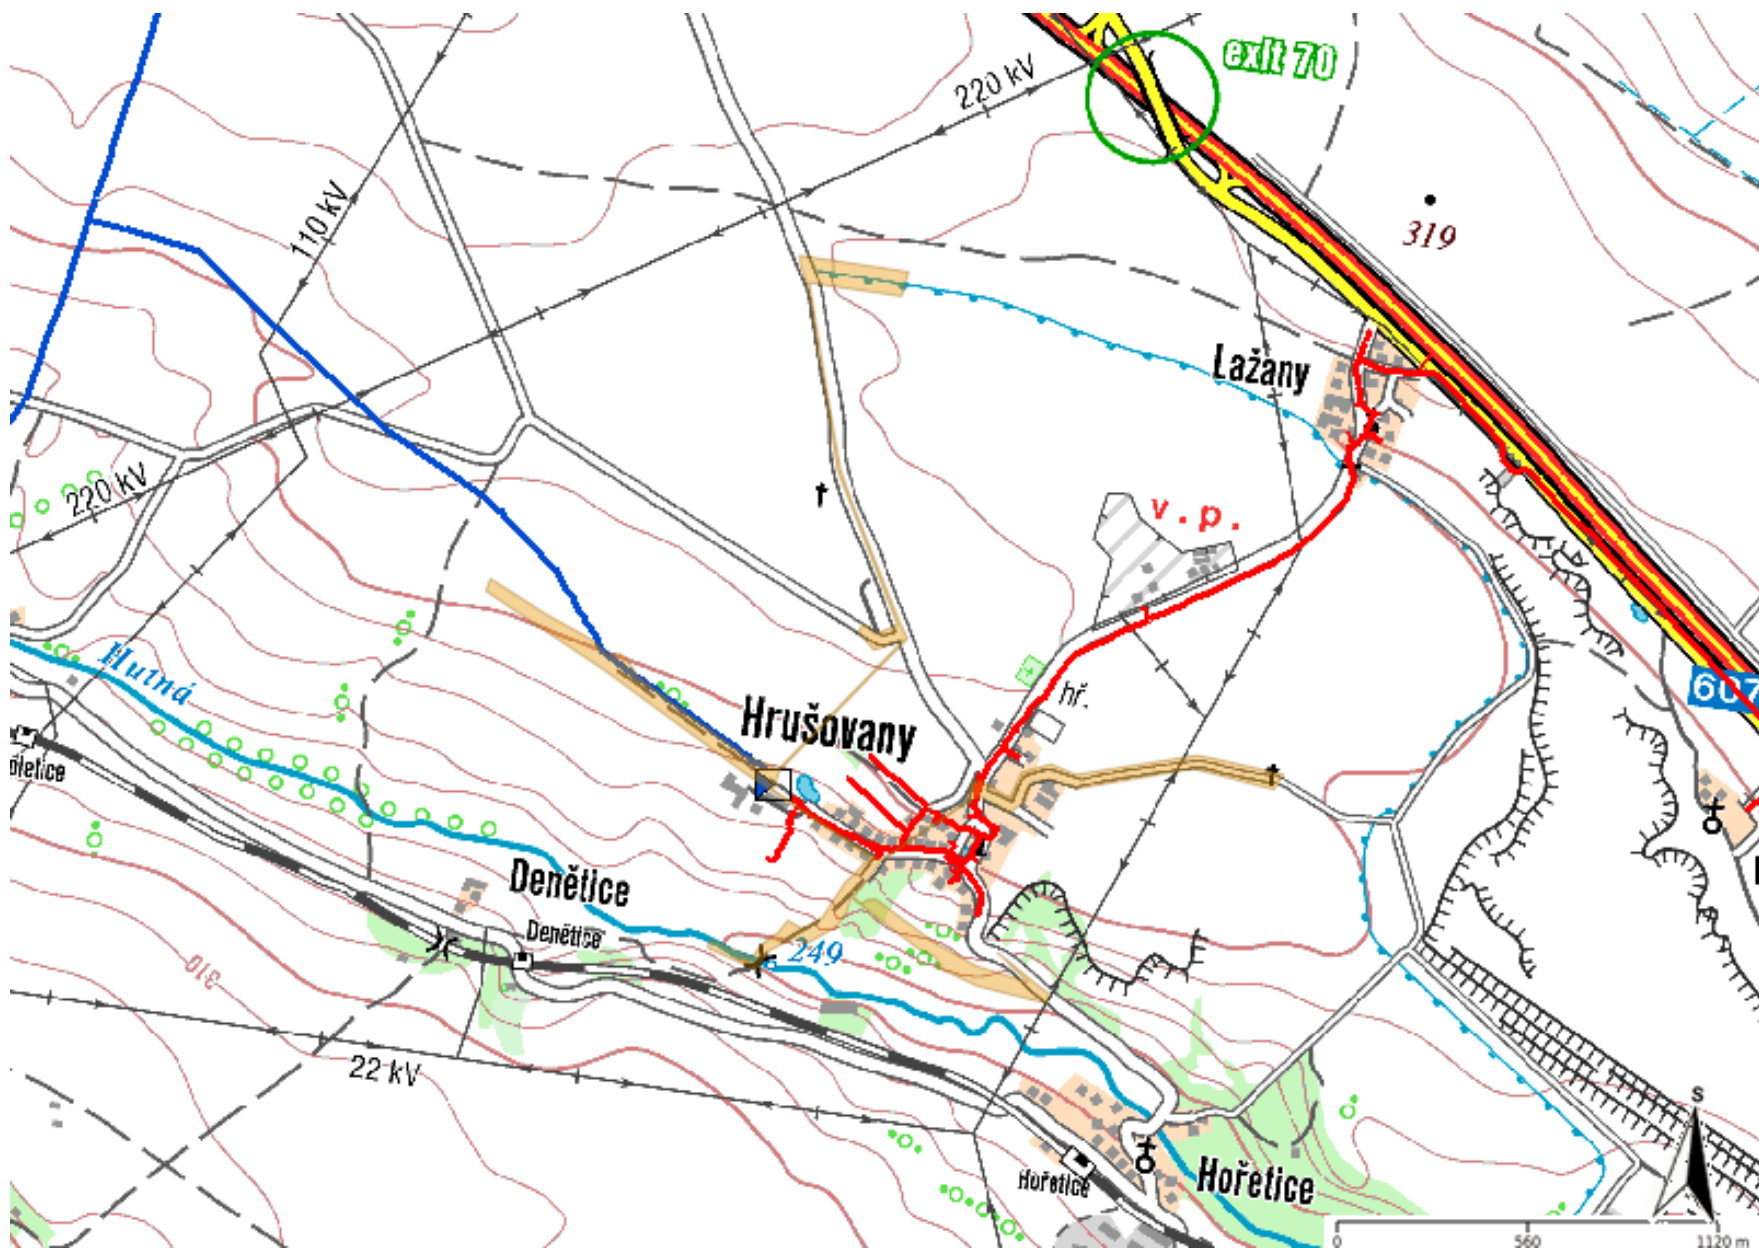 exit 70
220 kV
110 kV
319
Lažany
220 kV
v.p.
Hutná
607
hř.
Hrušovany
Denětice
Denětice
249
310
22 kV
Hořetice
Hořetice
S
0 560 1120 m